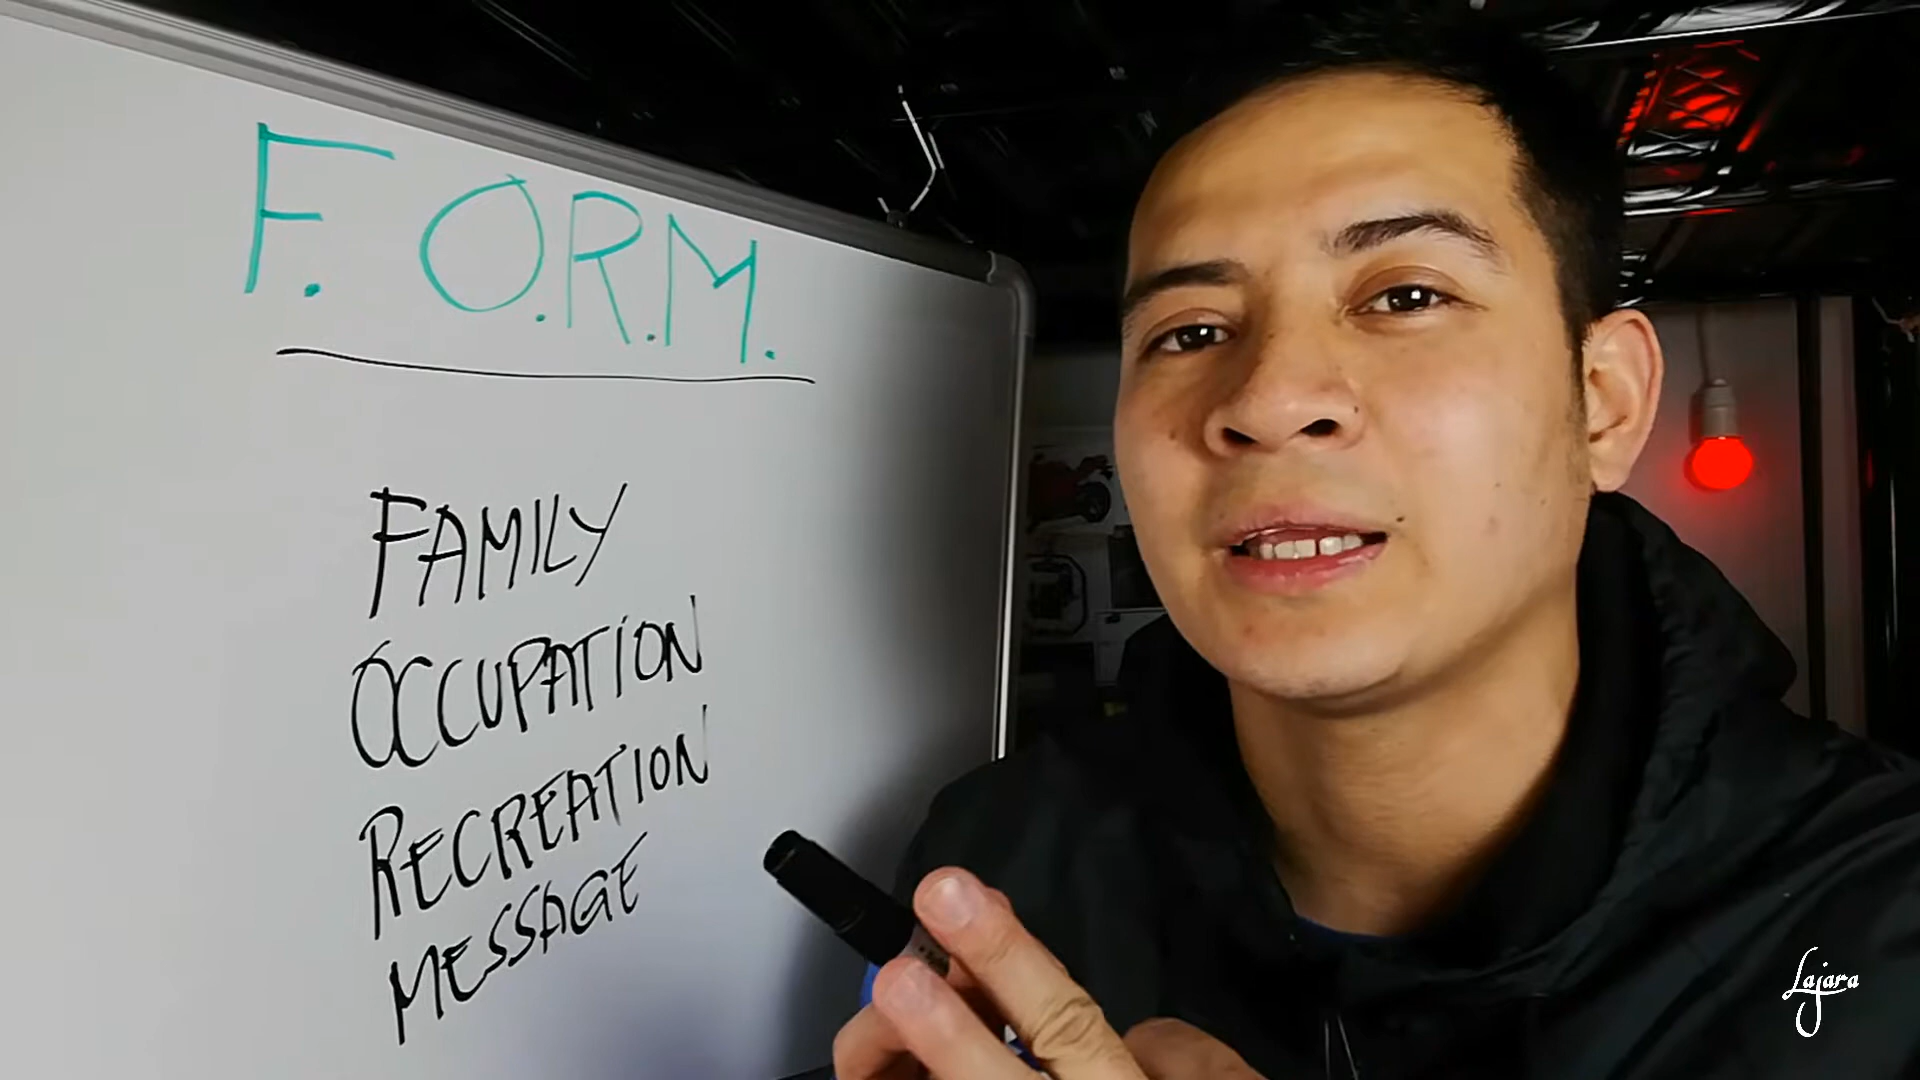 F. O.R.M.
FAMILY
OCCUPATION
RECREATION
MESSAGE
Lajara